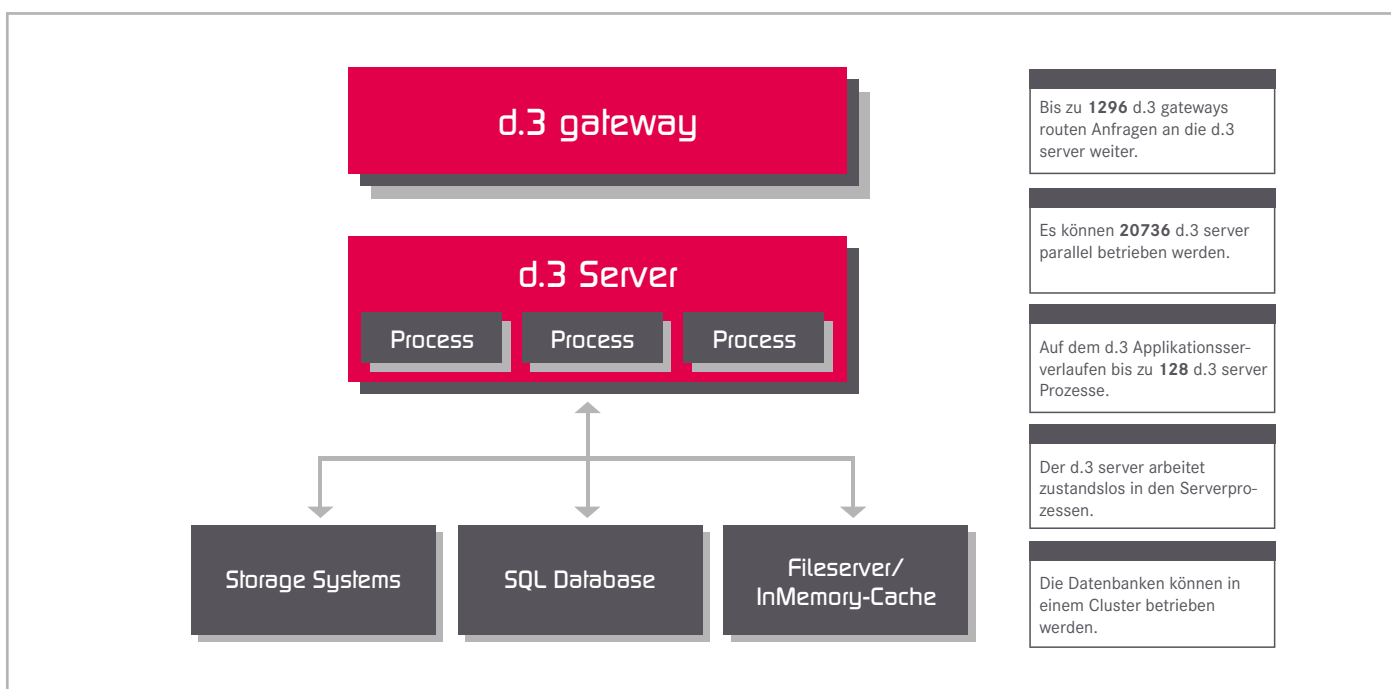 d.3 gateway
d.3 Server
Process
Process
Process
Storage Systems
SQL Database
Fileserver/
InMemory-Cache
Bis zu 1296 d.3 gateways
routen Anfragen an die d.3
server weiter.
Es können 20736 d.3 server
parallel betrieben werden.
Auf dem d.3 Applikationsser-
verlaufen bis zu 128 d.3 server
Prozesse.
Der d.3 server arbeitet
zustandslos in den Serverpro-
zessen.
Die Datenbanken können in
einem Cluster betrieben
werden.